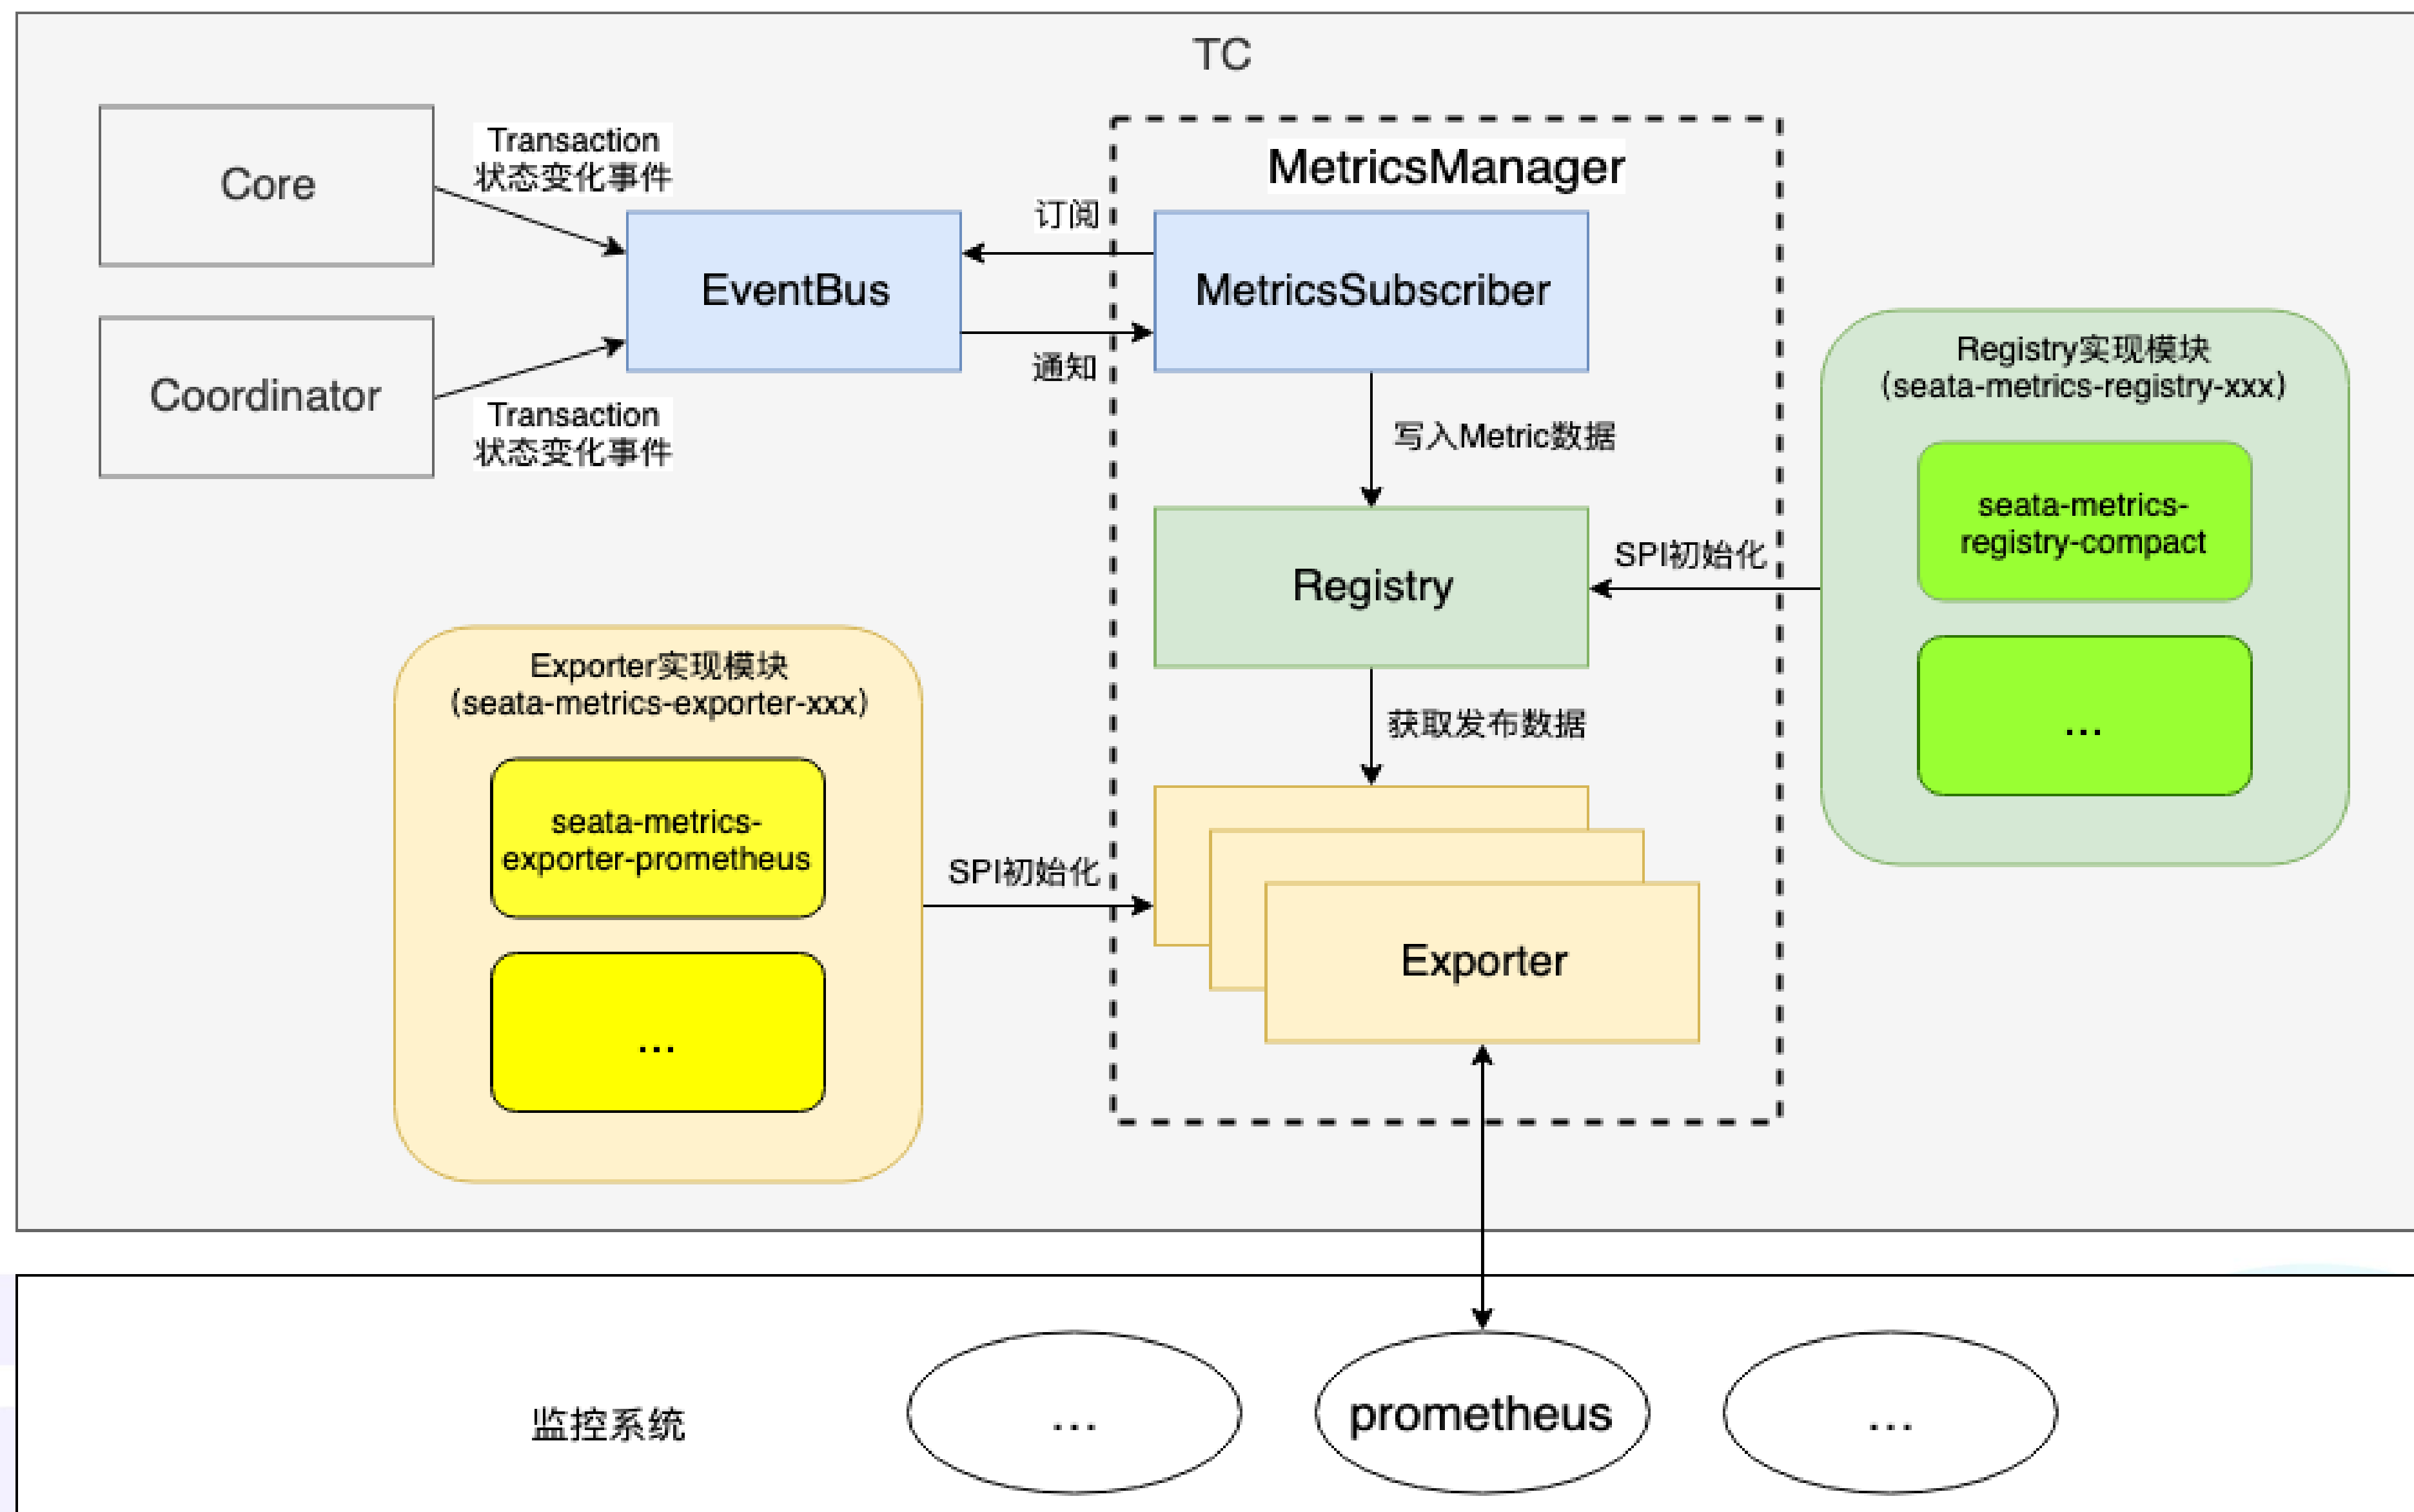 TC
Core
Transaction
状态变化事件
MetricsManager
订阅
EventBus
MetricsSubscriber
通知
Coordinator
Transaction
状态变化事件
Registry实现模块
（seata-metrics-registry-xxx）
写入Metric数据
seata-metrics-
registry-compact
SPI初始化
Registry
...
Exporter实现模块
（seata-metrics-exporter-xxx）
获取发布数据
seata-metrics-
exporter-prometheus
SPI初始化
Exporter
...
监控系统
...
prometheus
...